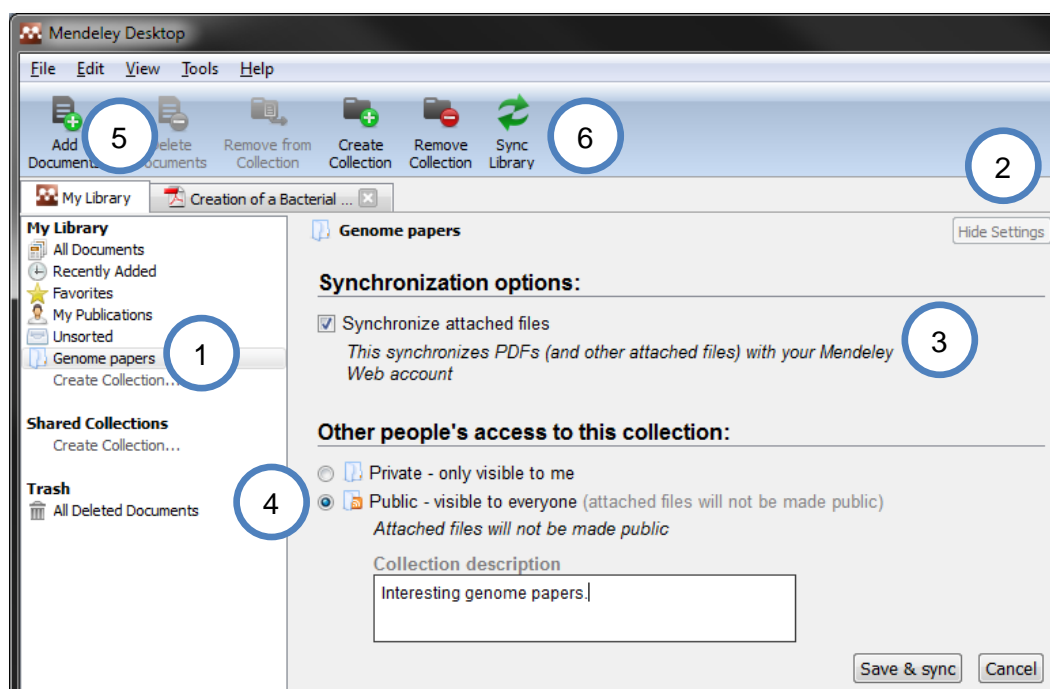 Mendeley Desktop
File Edit View Tools Help
Add Documents
5
Delete Documents
Remove from Collection
Create Collection
Remove Collection
Sync Library
6
2
My Library
Creation of a Bacterial ...
My Library
All Documents
Recently Added
Favorites
My Publications
Unsorted
Genome papers
1
Create Collection...
Shared Collections
Create Collection...
Trash
All Deleted Documents
Genome papers
Hide Settings
Synchronization options:
Synchronize attached files
This synchronizes PDFs (and other attached files) with your Mendeley
Web account
3
Other people's access to this collection:
Private - only visible to me
4
Public - visible to everyone (attached files will not be made public)
Attached files will not be made public
Collection description
Interesting genome papers.
Save & sync
Cancel